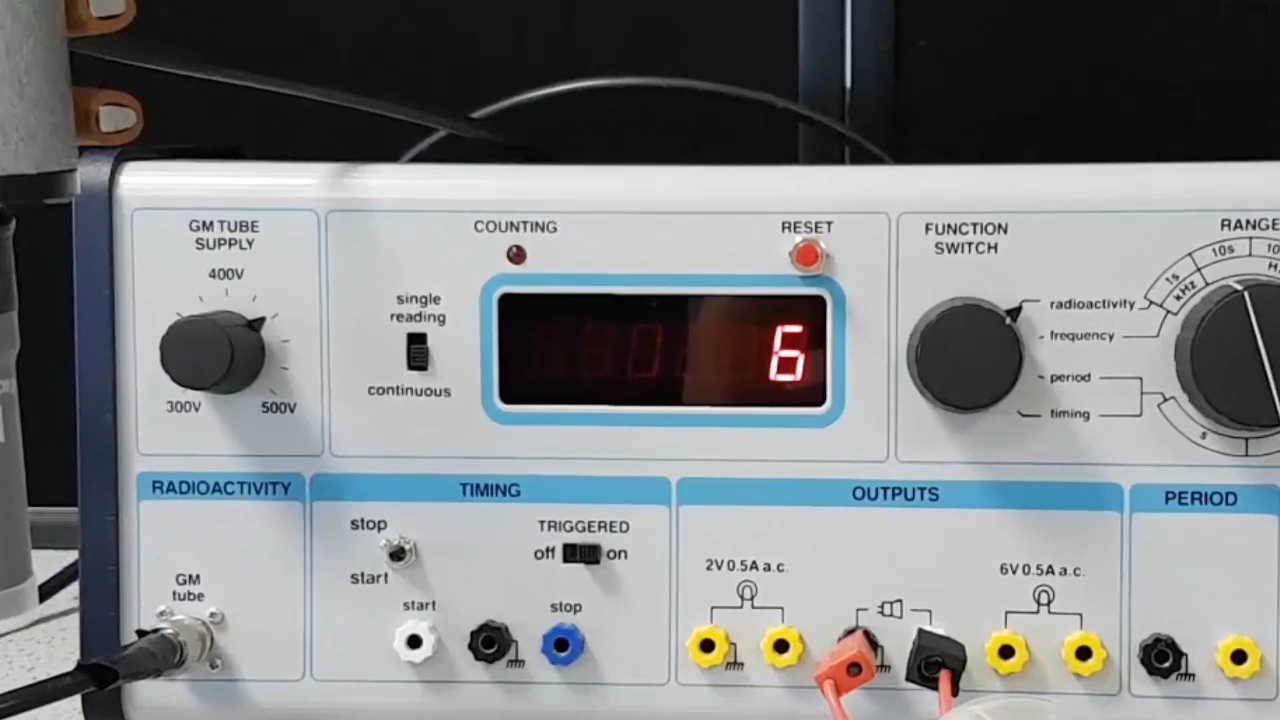 GM TUBE
SUPPLY
400V
300V
500V
COUNTING
RESET
single
reading
continuous
6
FUNCTION
SWITCH
radioactivity
frequency
period
timing
RANGE
1s
10s
kHz
s
RADIOACTIVITY
GM
tube
TIMING
stop
start
TRIGGERED
off
on
start
stop
OUTPUTS
2V 0.5A a.c.
6V 0.5A a.c.
PERIOD